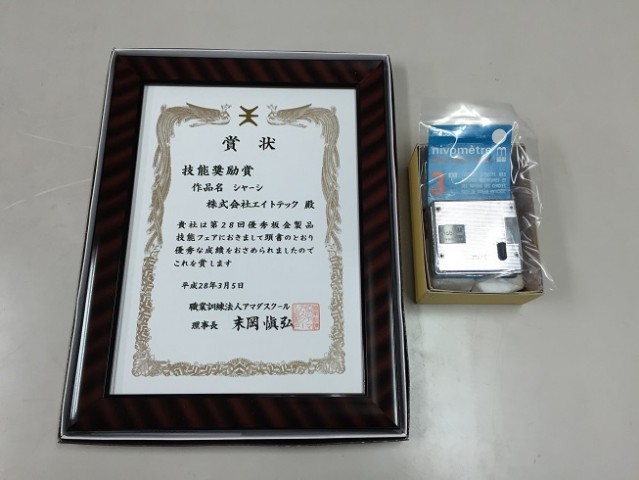 賞状
技能奨励賞
作品名 シャーシ
株式会社エイトテック 殿
貴社は第28回優秀板金製品
技能フェアにおきまして頭書のとおり
優秀な成績をおさめられましたので
これを賞します
平成28年3月5日
職業訓練法人アマダスクール
理事長 末岡愼弘
nivomètre
3m